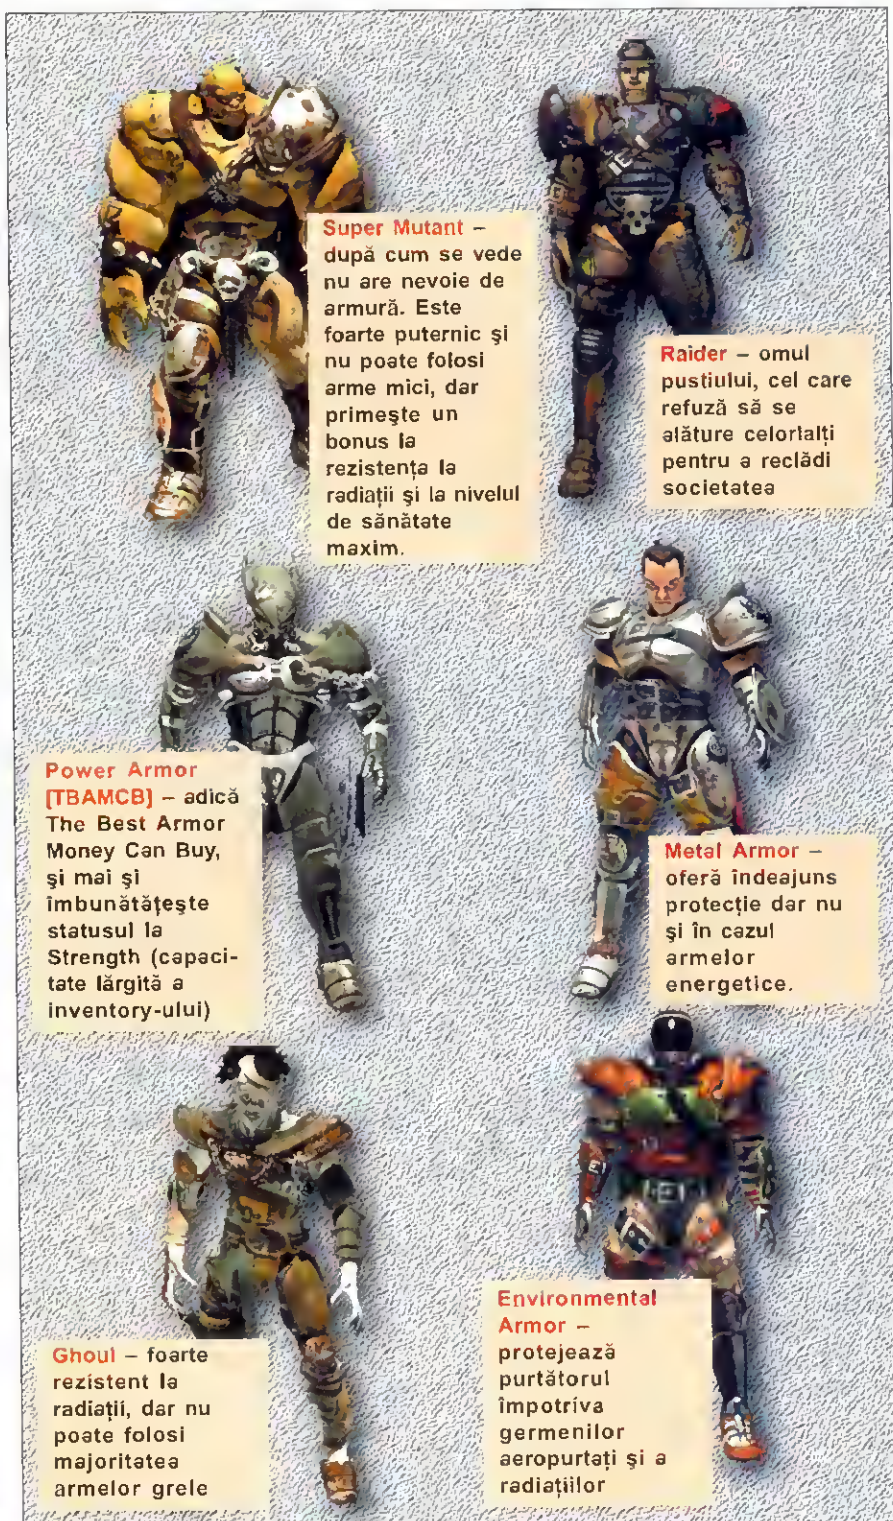 Super Mutant –
după cum se vede
nu are nevoie de
armură. Este
foarte puternic şi
nu poate folosi
arme mici, dar
primeşte un
bonus la
rezistenţa la
radiaţii şi la nivelul
de sănătate
maxim.
Raider – omul
pustiului, cel care
refuză să se
alăture celorlalţi
pentru a reclădi
societatea
Power Armor
[TBAMCB] – adică
The Best Armor
Money Can Buy,
şi mai şi
îmbunătăţeşte
statusul la
Strength (capaci-
tate lărgită a
inventory-ului)
Metal Armor –
oferă îndeajuns
protecţie dar nu
şi în cazul
armelor
energetice.
Ghoul – foarte
rezistent la
radiaţii, dar nu
poate folosi
majoritatea
armelor grele
Environmental
Armor –
protejează
purtătorul
împotriva
germenilor
aeropurtaţi şi a
radiaţiilor